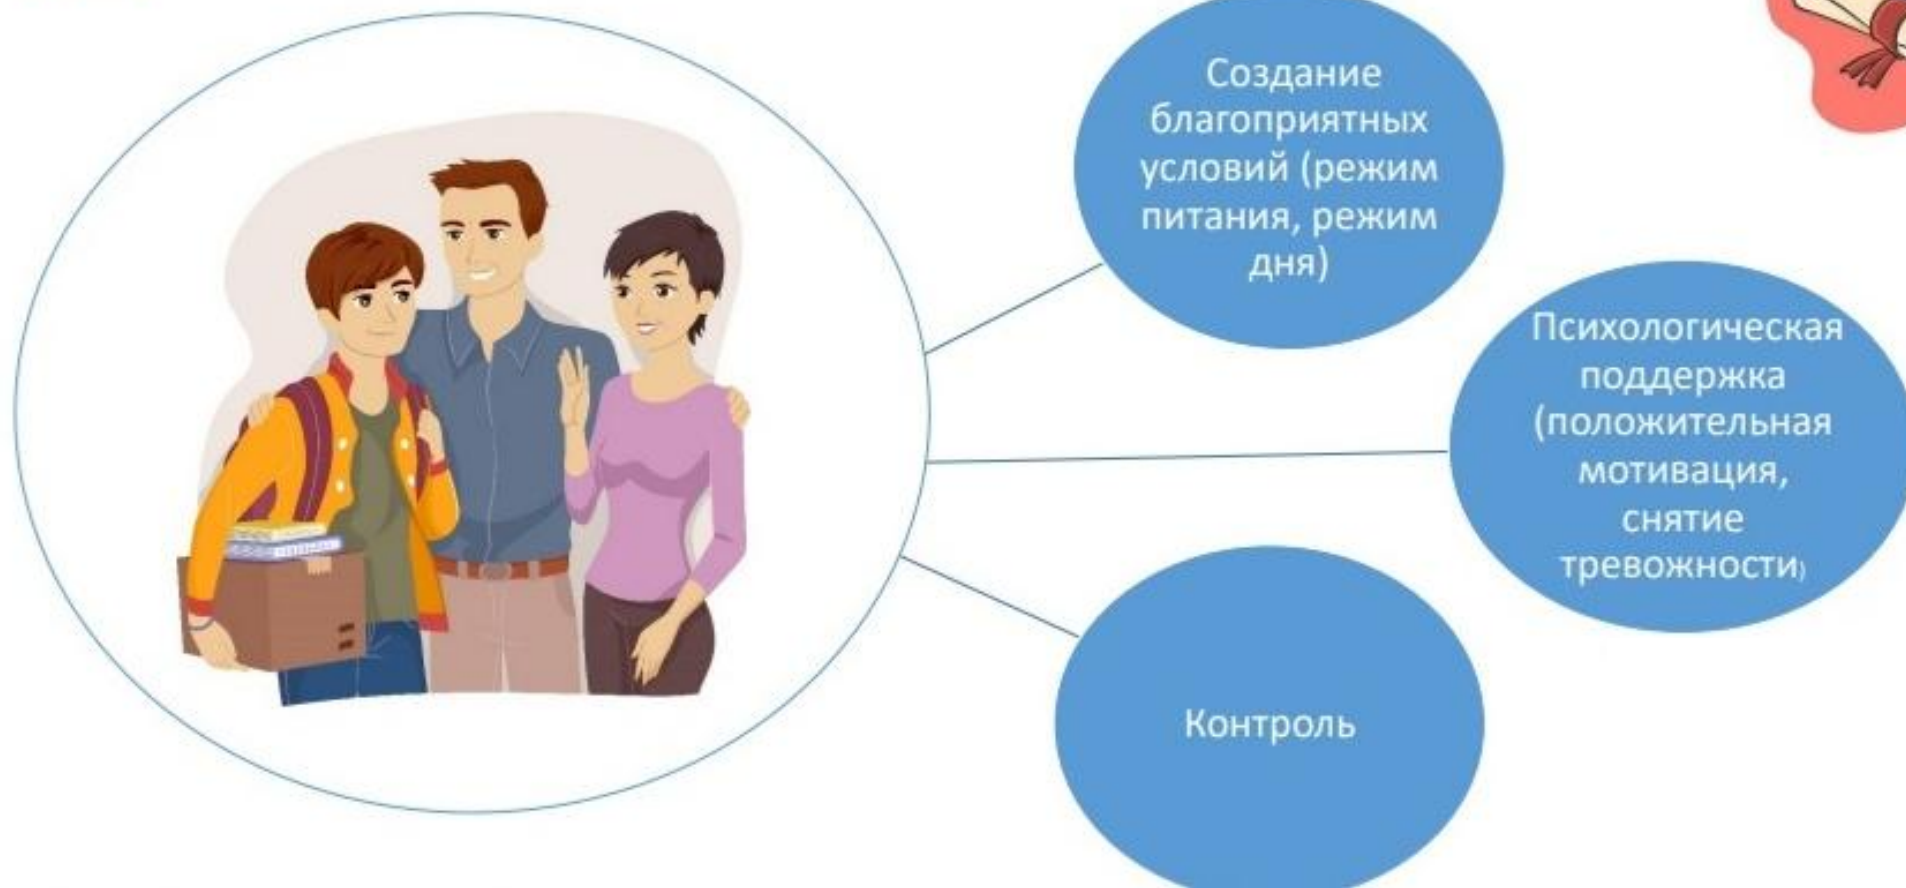 Создание
благоприятных
условий (режим
питания, режим
дня)
Психологическая
поддержка
(положительная
мотивация,
снятие
тревожности)
Контроль